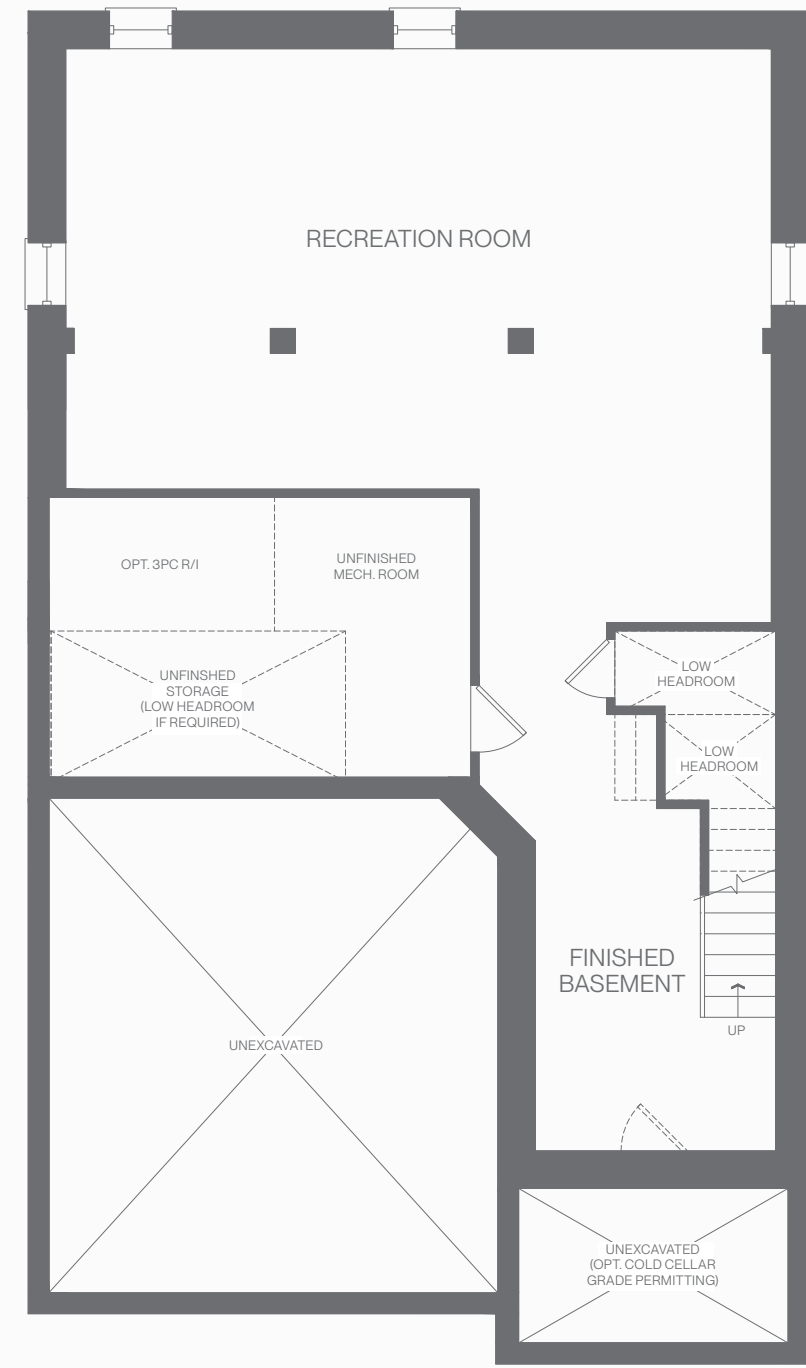 RECREATION ROOM
OPT. 3PC R/I
UNFINISHED
MECH. ROOM
UNFINSHED
STORAGE
(LOW HEADROOM
IF REQUIRED)
LOW
HEADROOM
LOW
HEADROOM
FINISHED
BASEMENT
UP
UNEXCAVATED
UNEXCAVATED
(OPT. COLD CELLAR
GRADE PERMITTING)